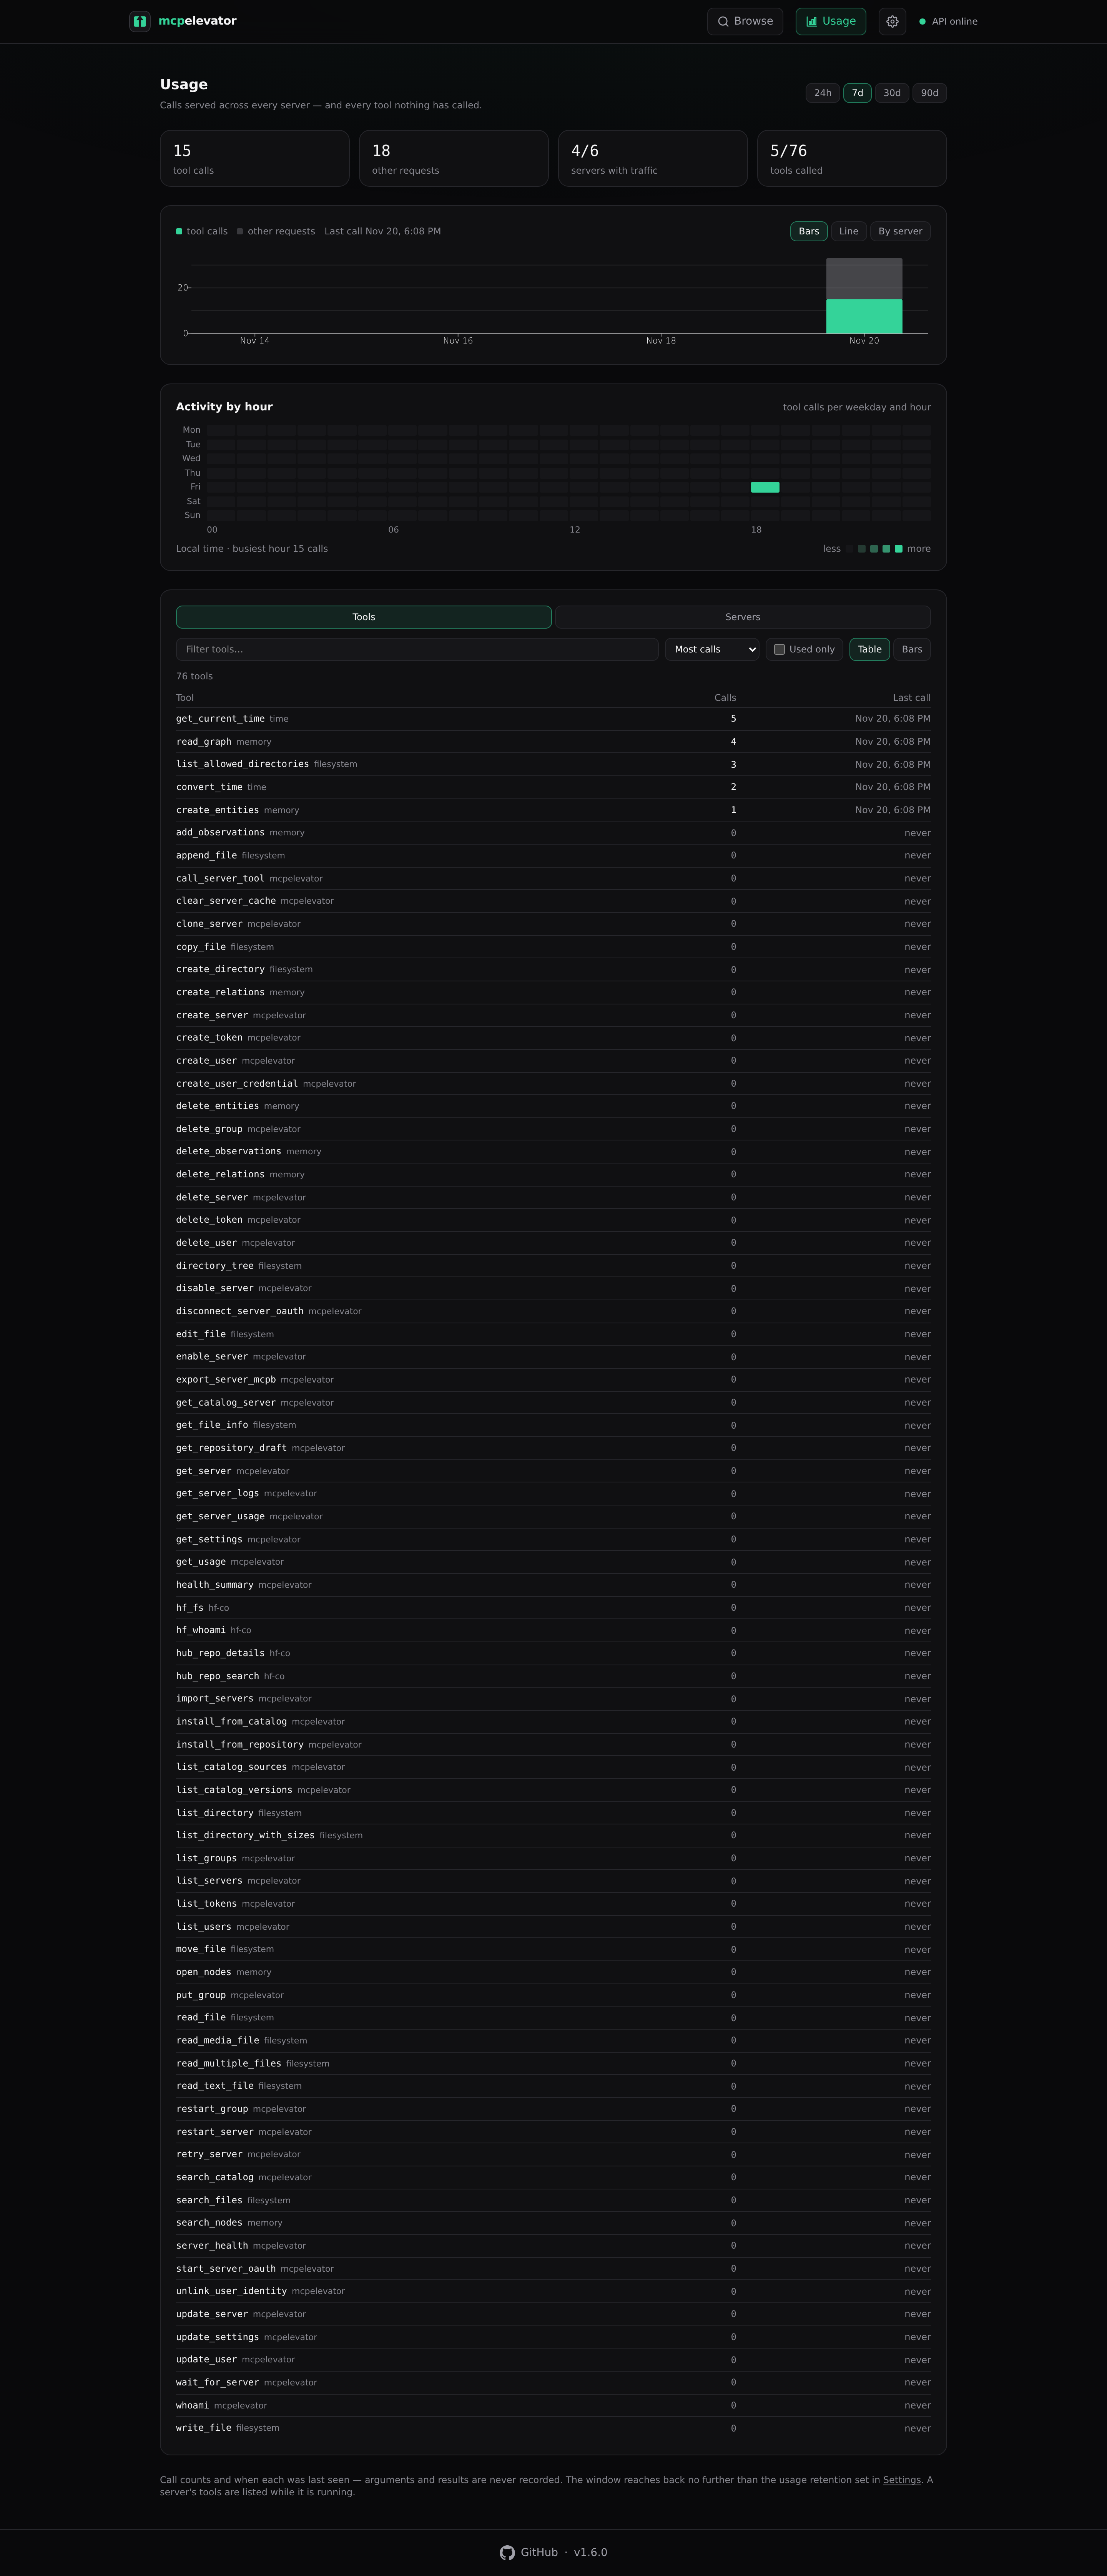 mcpelevator
Browse
Usage
API online
Usage
Calls served across every server — and every tool nothing has called.
24h 7d 30d 90d
15
tool calls
18
other requests
4/6
servers with traffic
5/76
tools called
tool calls other requests Last call Nov 20, 6:08 PM
Bars Line By server
20
0
Nov 14 Nov 16 Nov 18 Nov 20
Activity by hour
tool calls per weekday and hour
Mon
Tue
Wed
Thu
Fri
Sat
Sun
00 06 12 18
Local time · busiest hour 15 calls
less more
Tools Servers
Filter tools… Most calls Used only Table Bars
76 tools
Tool Calls Last call
get_current_time time 5 Nov 20, 6:08 PM
read_graph memory 4 Nov 20, 6:08 PM
list_allowed_directories filesystem 3 Nov 20, 6:08 PM
convert_time time 2 Nov 20, 6:08 PM
create_entities memory 1 Nov 20, 6:08 PM
add_observations memory 0 never
append_file filesystem 0 never
call_server_tool mcpelevator 0 never
clear_server_cache mcpelevator 0 never
clone_server mcpelevator 0 never
copy_file filesystem 0 never
create_directory filesystem 0 never
create_relations memory 0 never
create_server mcpelevator 0 never
create_token mcpelevator 0 never
create_user mcpelevator 0 never
create_user_credential mcpelevator 0 never
delete_entities memory 0 never
delete_group mcpelevator 0 never
delete_observations memory 0 never
delete_relations memory 0 never
delete_server mcpelevator 0 never
delete_token mcpelevator 0 never
delete_user mcpelevator 0 never
directory_tree filesystem 0 never
disable_server mcpelevator 0 never
disconnect_server_oauth mcpelevator 0 never
edit_file filesystem 0 never
enable_server mcpelevator 0 never
export_server_mcpb mcpelevator 0 never
get_catalog_server mcpelevator 0 never
get_file_info filesystem 0 never
get_repository_draft mcpelevator 0 never
get_server mcpelevator 0 never
get_server_logs mcpelevator 0 never
get_server_usage mcpelevator 0 never
get_settings mcpelevator 0 never
get_usage mcpelevator 0 never
health_summary mcpelevator 0 never
hf_fs hf-co 0 never
hf_whoami hf-co 0 never
hub_repo_details hf-co 0 never
hub_repo_search hf-co 0 never
import_servers mcpelevator 0 never
install_from_catalog mcpelevator 0 never
install_from_repository mcpelevator 0 never
list_catalog_sources mcpelevator 0 never
list_catalog_versions mcpelevator 0 never
list_directory filesystem 0 never
list_directory_with_sizes filesystem 0 never
list_groups mcpelevator 0 never
list_servers mcpelevator 0 never
list_tokens mcpelevator 0 never
list_users mcpelevator 0 never
move_file filesystem 0 never
open_nodes memory 0 never
put_group mcpelevator 0 never
read_file filesystem 0 never
read_media_file filesystem 0 never
read_multiple_files filesystem 0 never
read_text_file filesystem 0 never
restart_group mcpelevator 0 never
restart_server mcpelevator 0 never
retry_server mcpelevator 0 never
search_catalog mcpelevator 0 never
search_files filesystem 0 never
search_nodes memory 0 never
server_health mcpelevator 0 never
start_server_oauth mcpelevator 0 never
unlink_user_identity mcpelevator 0 never
update_server mcpelevator 0 never
update_settings mcpelevator 0 never
update_user mcpelevator 0 never
wait_for_server mcpelevator 0 never
whoami mcpelevator 0 never
write_file filesystem 0 never
Call counts and when each was last seen — arguments and results are never recorded. The window reaches back no further than the usage retention set in Settings. A
server's tools are listed while it is running.
GitHub · v1.6.0